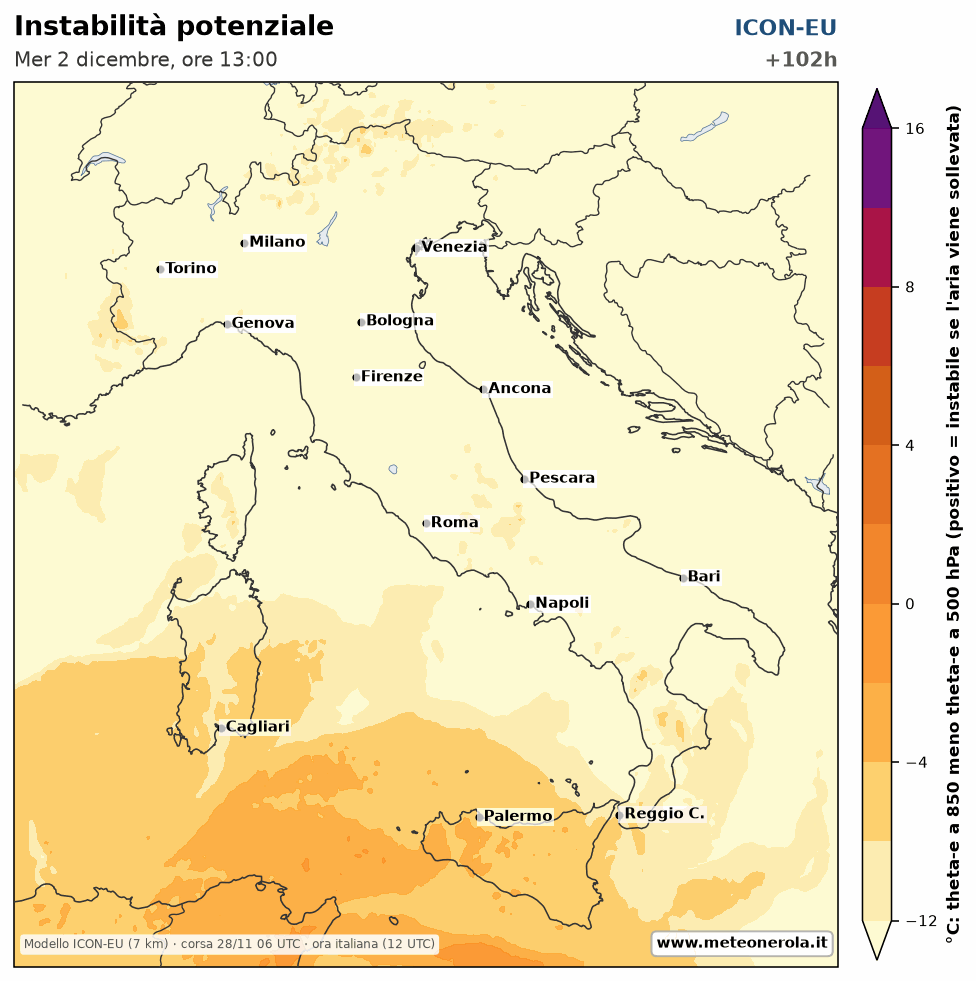 Instabilità potenziale
ICON-EU
Mer 2 dicembre, ore 13:00
+102h
16
8
4
0
−4
−12
°C: theta-e a 850 meno theta-e a 500 hPa (positivo = instabile se l'aria viene sollevata)
Milano
Venezia
Torino
Genova
Bologna
Firenze
Ancona
Pescara
Roma
Bari
Napoli
Cagliari
Palermo
Reggio C.
Modello ICON-EU (7 km) · corsa 28/11 06 UTC · ora italiana (12 UTC)
www.meteonerola.it